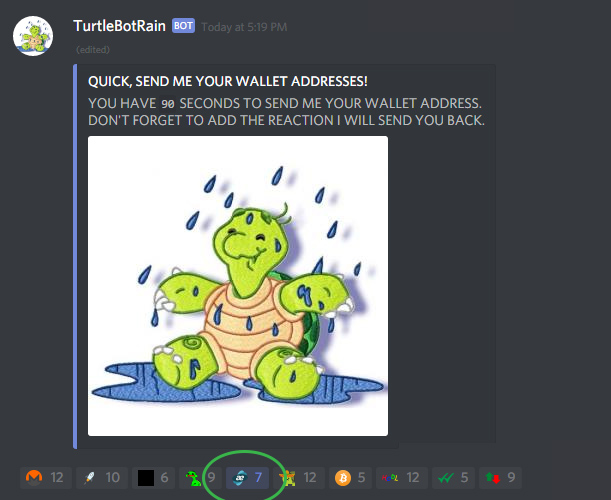 TurtleBotRain BOT Today at 5:19 PM
(edited)
QUICK, SEND ME YOUR WALLET ADDRESSES!
YOU HAVE 90 SECONDS TO SEND ME YOUR WALLET ADDRESS.
DON'T FORGET TO ADD THE REACTION I WILL SEND YOU BACK.
12 10 6 9 7 12 5 12 5 9